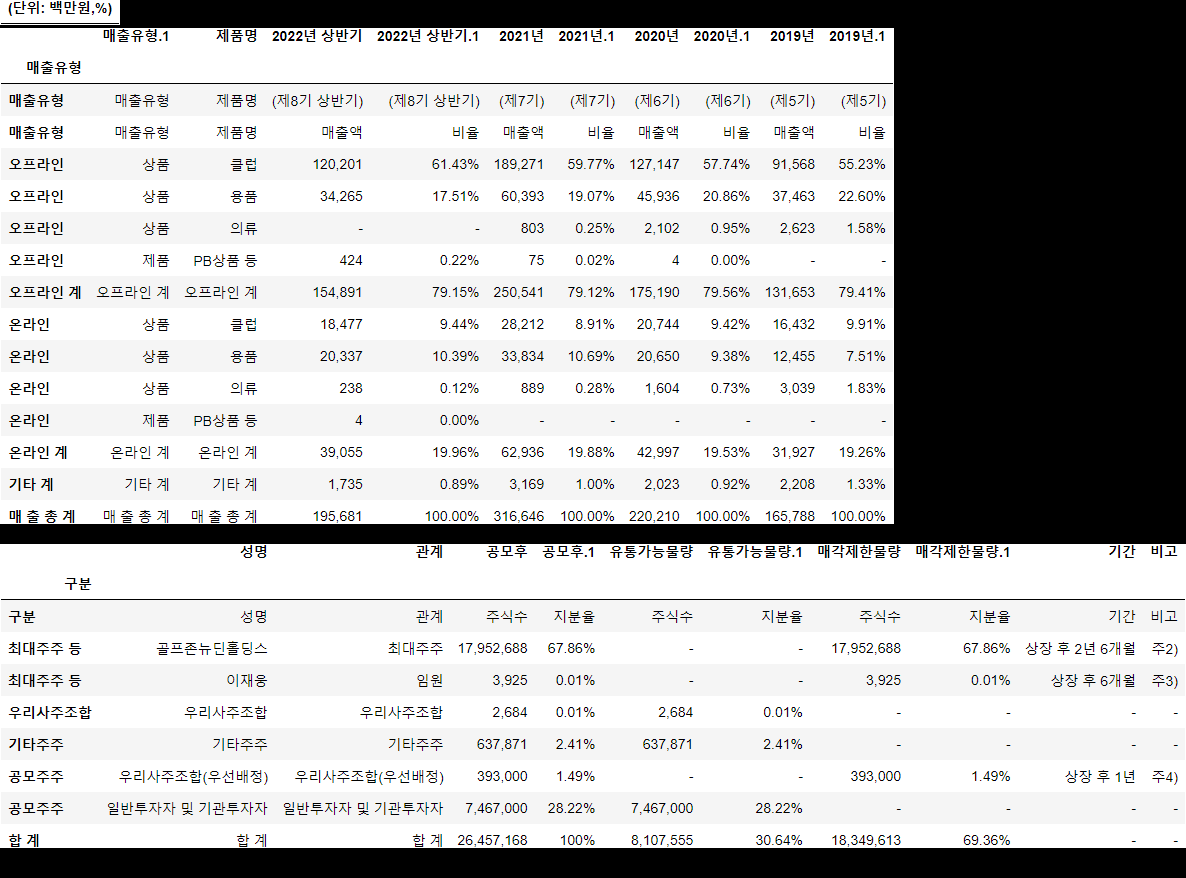 (단위: 백만원,%)
매출유형.1 제품명 2022년 상반기 2022년 상반기.1 2021년 2021년.1 2020년 2020년.1 2019년 2019년.1
매출유형
매출유형 매출유형 제품명 (제8기 상반기) (제8기 상반기) (제7기) (제7기) (제6기) (제6기) (제5기) (제5기)
매출유형 매출유형 제품명 매출액 비율 매출액 비율 매출액 비율 매출액 비율
오프라인 상품 클럽 120,201 61.43% 189,271 59.77% 127,147 57.74% 91,568 55.23%
오프라인 상품 용품 34,265 17.51% 60,393 19.07% 45,936 20.86% 37,463 22.60%
오프라인 상품 의류 - - 803 0.25% 2,102 0.95% 2,623 1.58%
오프라인 제품 PB상품 등 424 0.22% 75 0.02% 4 0.00% - -
오프라인 계 오프라인 계 오프라인 계 154,891 79.15% 250,541 79.12% 175,190 79.56% 131,653 79.41%
온라인 상품 클럽 18,477 9.44% 28,212 8.91% 20,744 9.42% 16,432 9.91%
온라인 상품 용품 20,337 10.39% 33,834 10.69% 20,650 9.38% 12,455 7.51%
온라인 상품 의류 238 0.12% 889 0.28% 1,604 0.73% 3,039 1.83%
온라인 제품 PB상품 등 4 0.00% - - - - - -
온라인 계 온라인 계 온라인 계 39,055 19.96% 62,936 19.88% 42,997 19.53% 31,927 19.26%
기타 계 기타 계 기타 계 1,735 0.89% 3,169 1.00% 2,023 0.92% 2,208 1.33%
매 출 총 계 매 출 총 계 매 출 총 계 195,681 100.00% 316,646 100.00% 220,210 100.00% 165,788 100.00%
성명 관계 공모후 공모후.1 유통가능물량 유통가능물량.1 매각제한물량 매각제한물량.1 기간 비고
구분
구분 성명 관계 주식수 지분율 주식수 지분율 주식수 지분율 기간 비고
최대주주 등 골프존뉴딘홀딩스 최대주주 17,952,688 67.86% - - 17,952,688 67.86% 상장 후 2년 6개월 주2)
최대주주 등 이재웅 임원 3,925 0.01% - - 3,925 0.01% 상장 후 6개월 주3)
우리사주조합 우리사주조합 우리사주조합 2,684 0.01% 2,684 0.01% - - - -
기타주주 기타주주 기타주주 637,871 2.41% 637,871 2.41% - - - -
공모주주 우리사주조합(우선배정) 우리사주조합(우선배정) 393,000 1.49% - - 393,000 1.49% 상장 후 1년 주4)
공모주주 일반투자자 및 기관투자자 일반투자자 및 기관투자자 7,467,000 28.22% 7,467,000 28.22% - - - -
합 계 합 계 합 계 26,457,168 100% 8,107,555 30.64% 18,349,613 69.36% - -